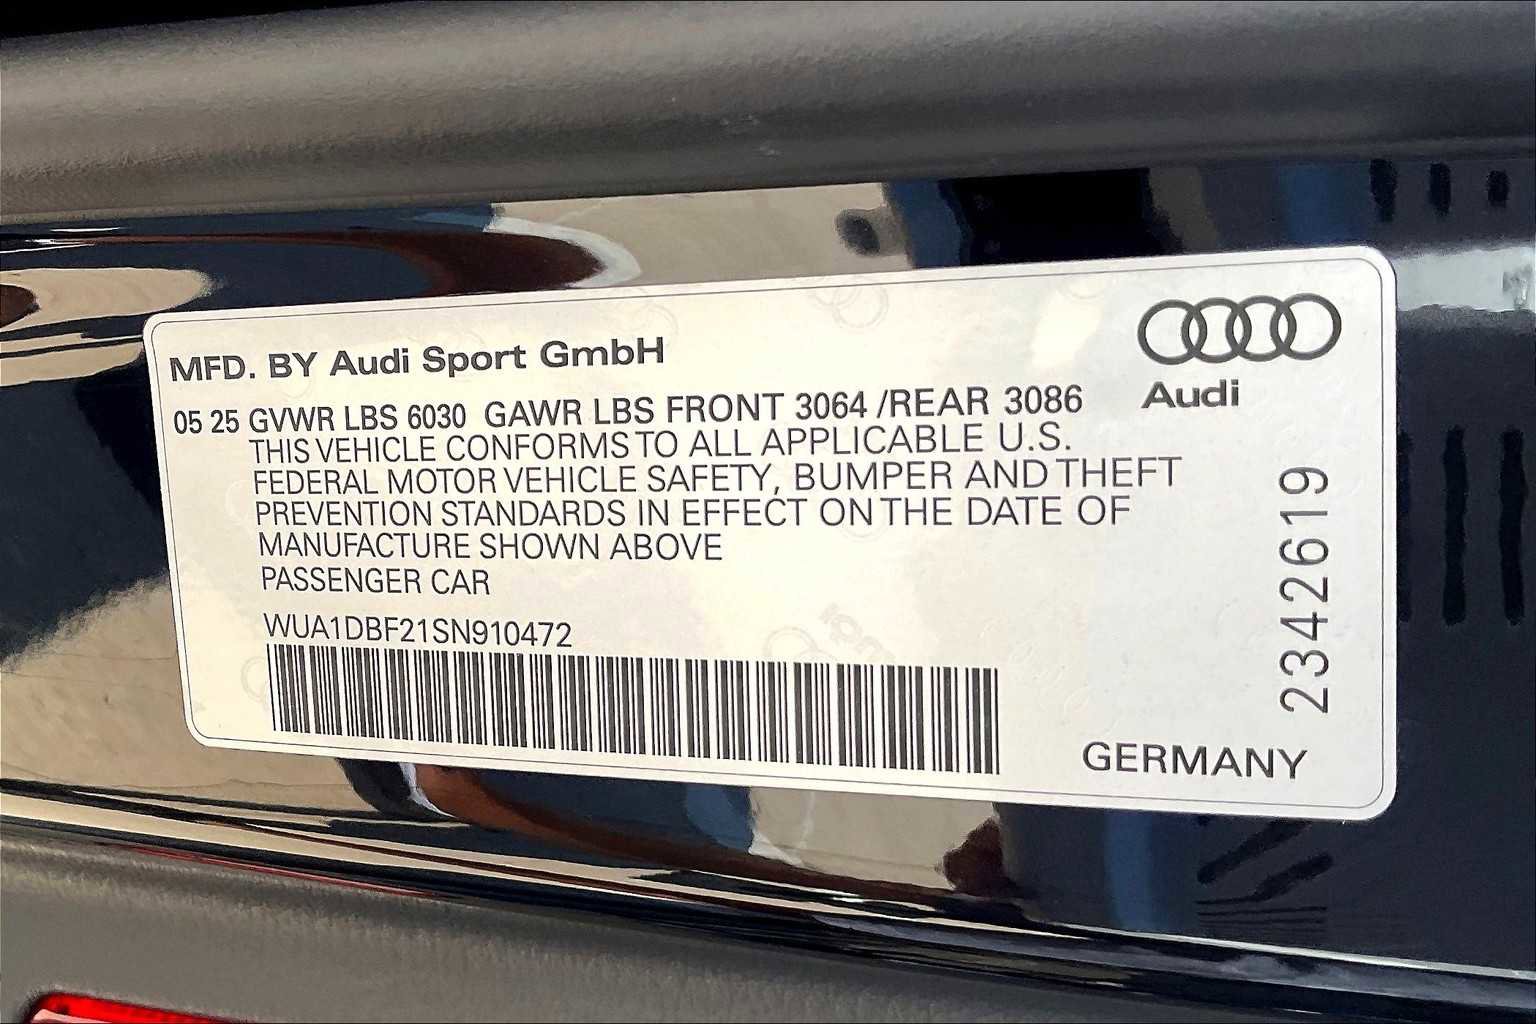 MFD. BY Audi Sport GmbH
Audi
05 25 GVWR LBS 6030 GAWR LBS FRONT 3064 /REAR 3086
THIS VEHICLE CONFORMS TO ALL APPLICABLE U.S.
FEDERAL MOTOR VEHICLE SAFETY, BUMPER AND THEFT
PREVENTION STANDARDS IN EFFECT ON THE DATE OF
MANUFACTURE SHOWN ABOVE
PASSENGER CAR
WUA1DBF21SN910472
2342619
GERMANY